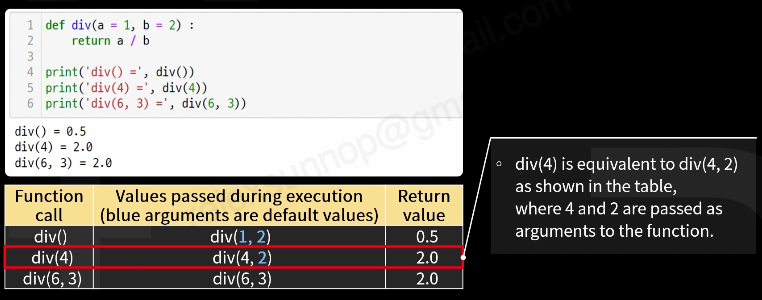 1 def div(a = 1, b = 2) :
2 return a / b
3
4 print('div() =', div())
5 print('div(4) =', div(4))
6 print('div(6, 3) =', div(6, 3))
div() = 0.5
div(4) = 2.0
div(6, 3) = 2.0
Function call Values passed during execution (blue arguments are default values) Return value
div() div(1, 2) 0.5
div(4) div(4, 2) 2.0
div(6, 3) div(6, 3) 2.0
div(4) is equivalent to div(4, 2)
as shown in the table,
where 4 and 2 are passed as
arguments to the function.